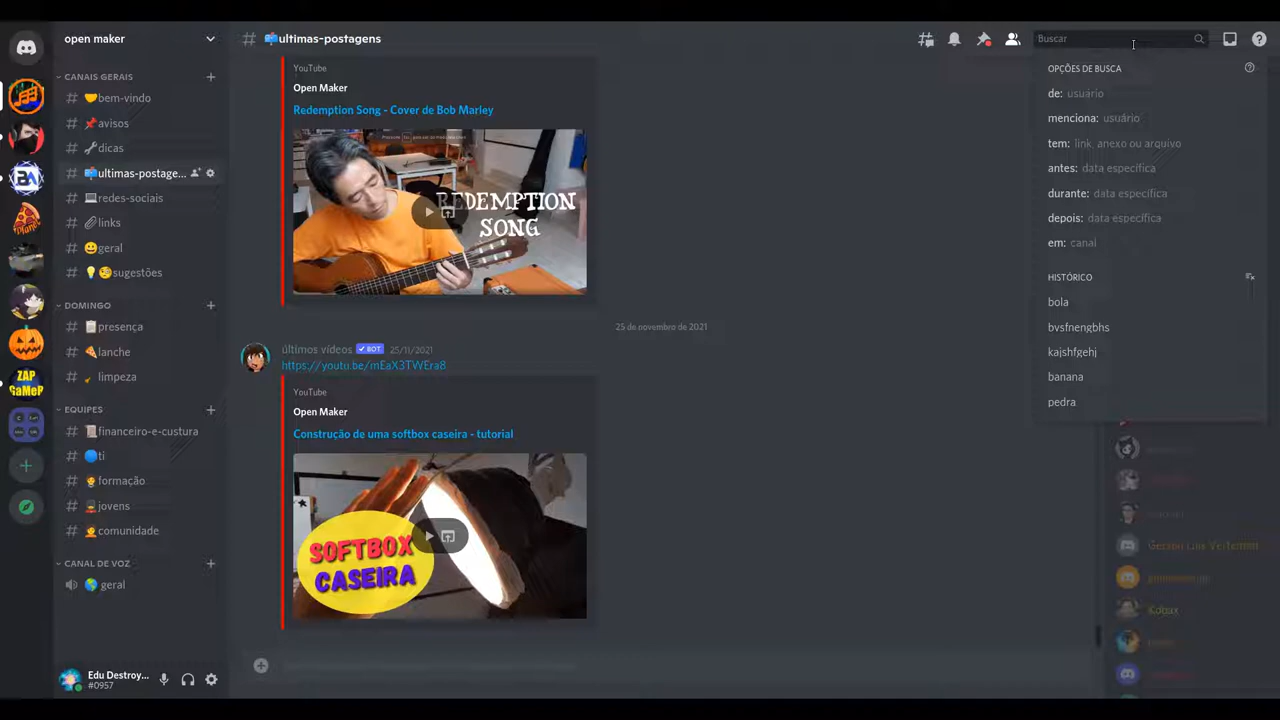 open maker
📫ultimas-postagens
Buscar
CANAIS GERAIS
🤝bem-vindo
📌avisos
🔧dicas
📫ultimas-postage...
💻redes-sociais
📎links
😀geral
💡🧐sugestões
DOMINGO
📋presença
🍕lanche
🧹limpeza
EQUIPES
📜financeiro-e-custura
🔵ti
🧑‍🏫formação
jovens
🙋comunidade
CANAL DE VOZ
🌎geral
Edu Destroy...
#0957
ZAP
GaMeP
BA
YouTube
Open Maker
Redemption Song - Cover de Bob Marley
REDEMPTION
SONG
25 de novembro de 2021
últimos vídeos ✔ BOT 25/11/2021
https://youtu.be/mEaX3TWEra8
YouTube
Open Maker
Construção de uma softbox caseira - tutorial
SOFTBOX
CASEIRA
OPÇÕES DE BUSCA
de: usuário
menciona: usuário
tem: link, anexo ou arquivo
antes: data específica
durante: data específica
depois: data específica
em: canal
HISTÓRICO
bola
bvsfnengbhs
kajshfgehj
banana
pedra